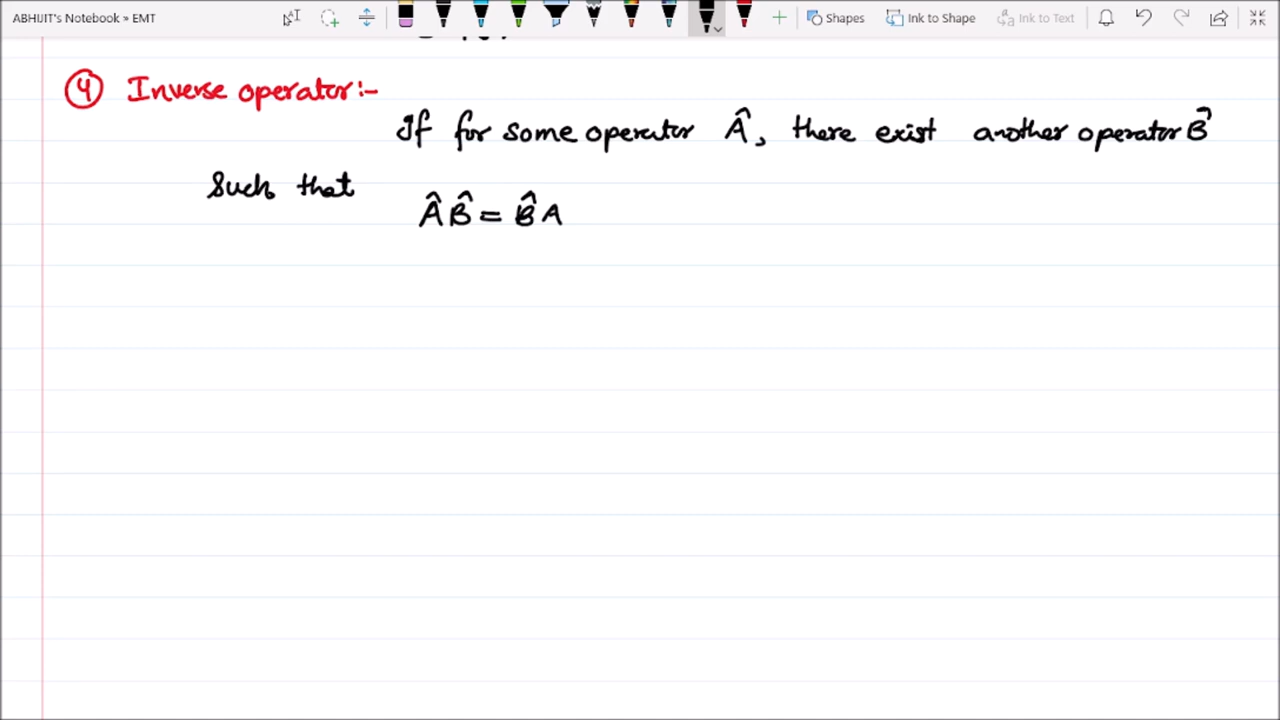 ABHIJIT's Notebook » EMT
Shapes
Ink to Shape
Ink to Text
④ Inverse operator:-
If for some operator Â, there exist another operator B̂
Such that
ÂB̂ = B̂A